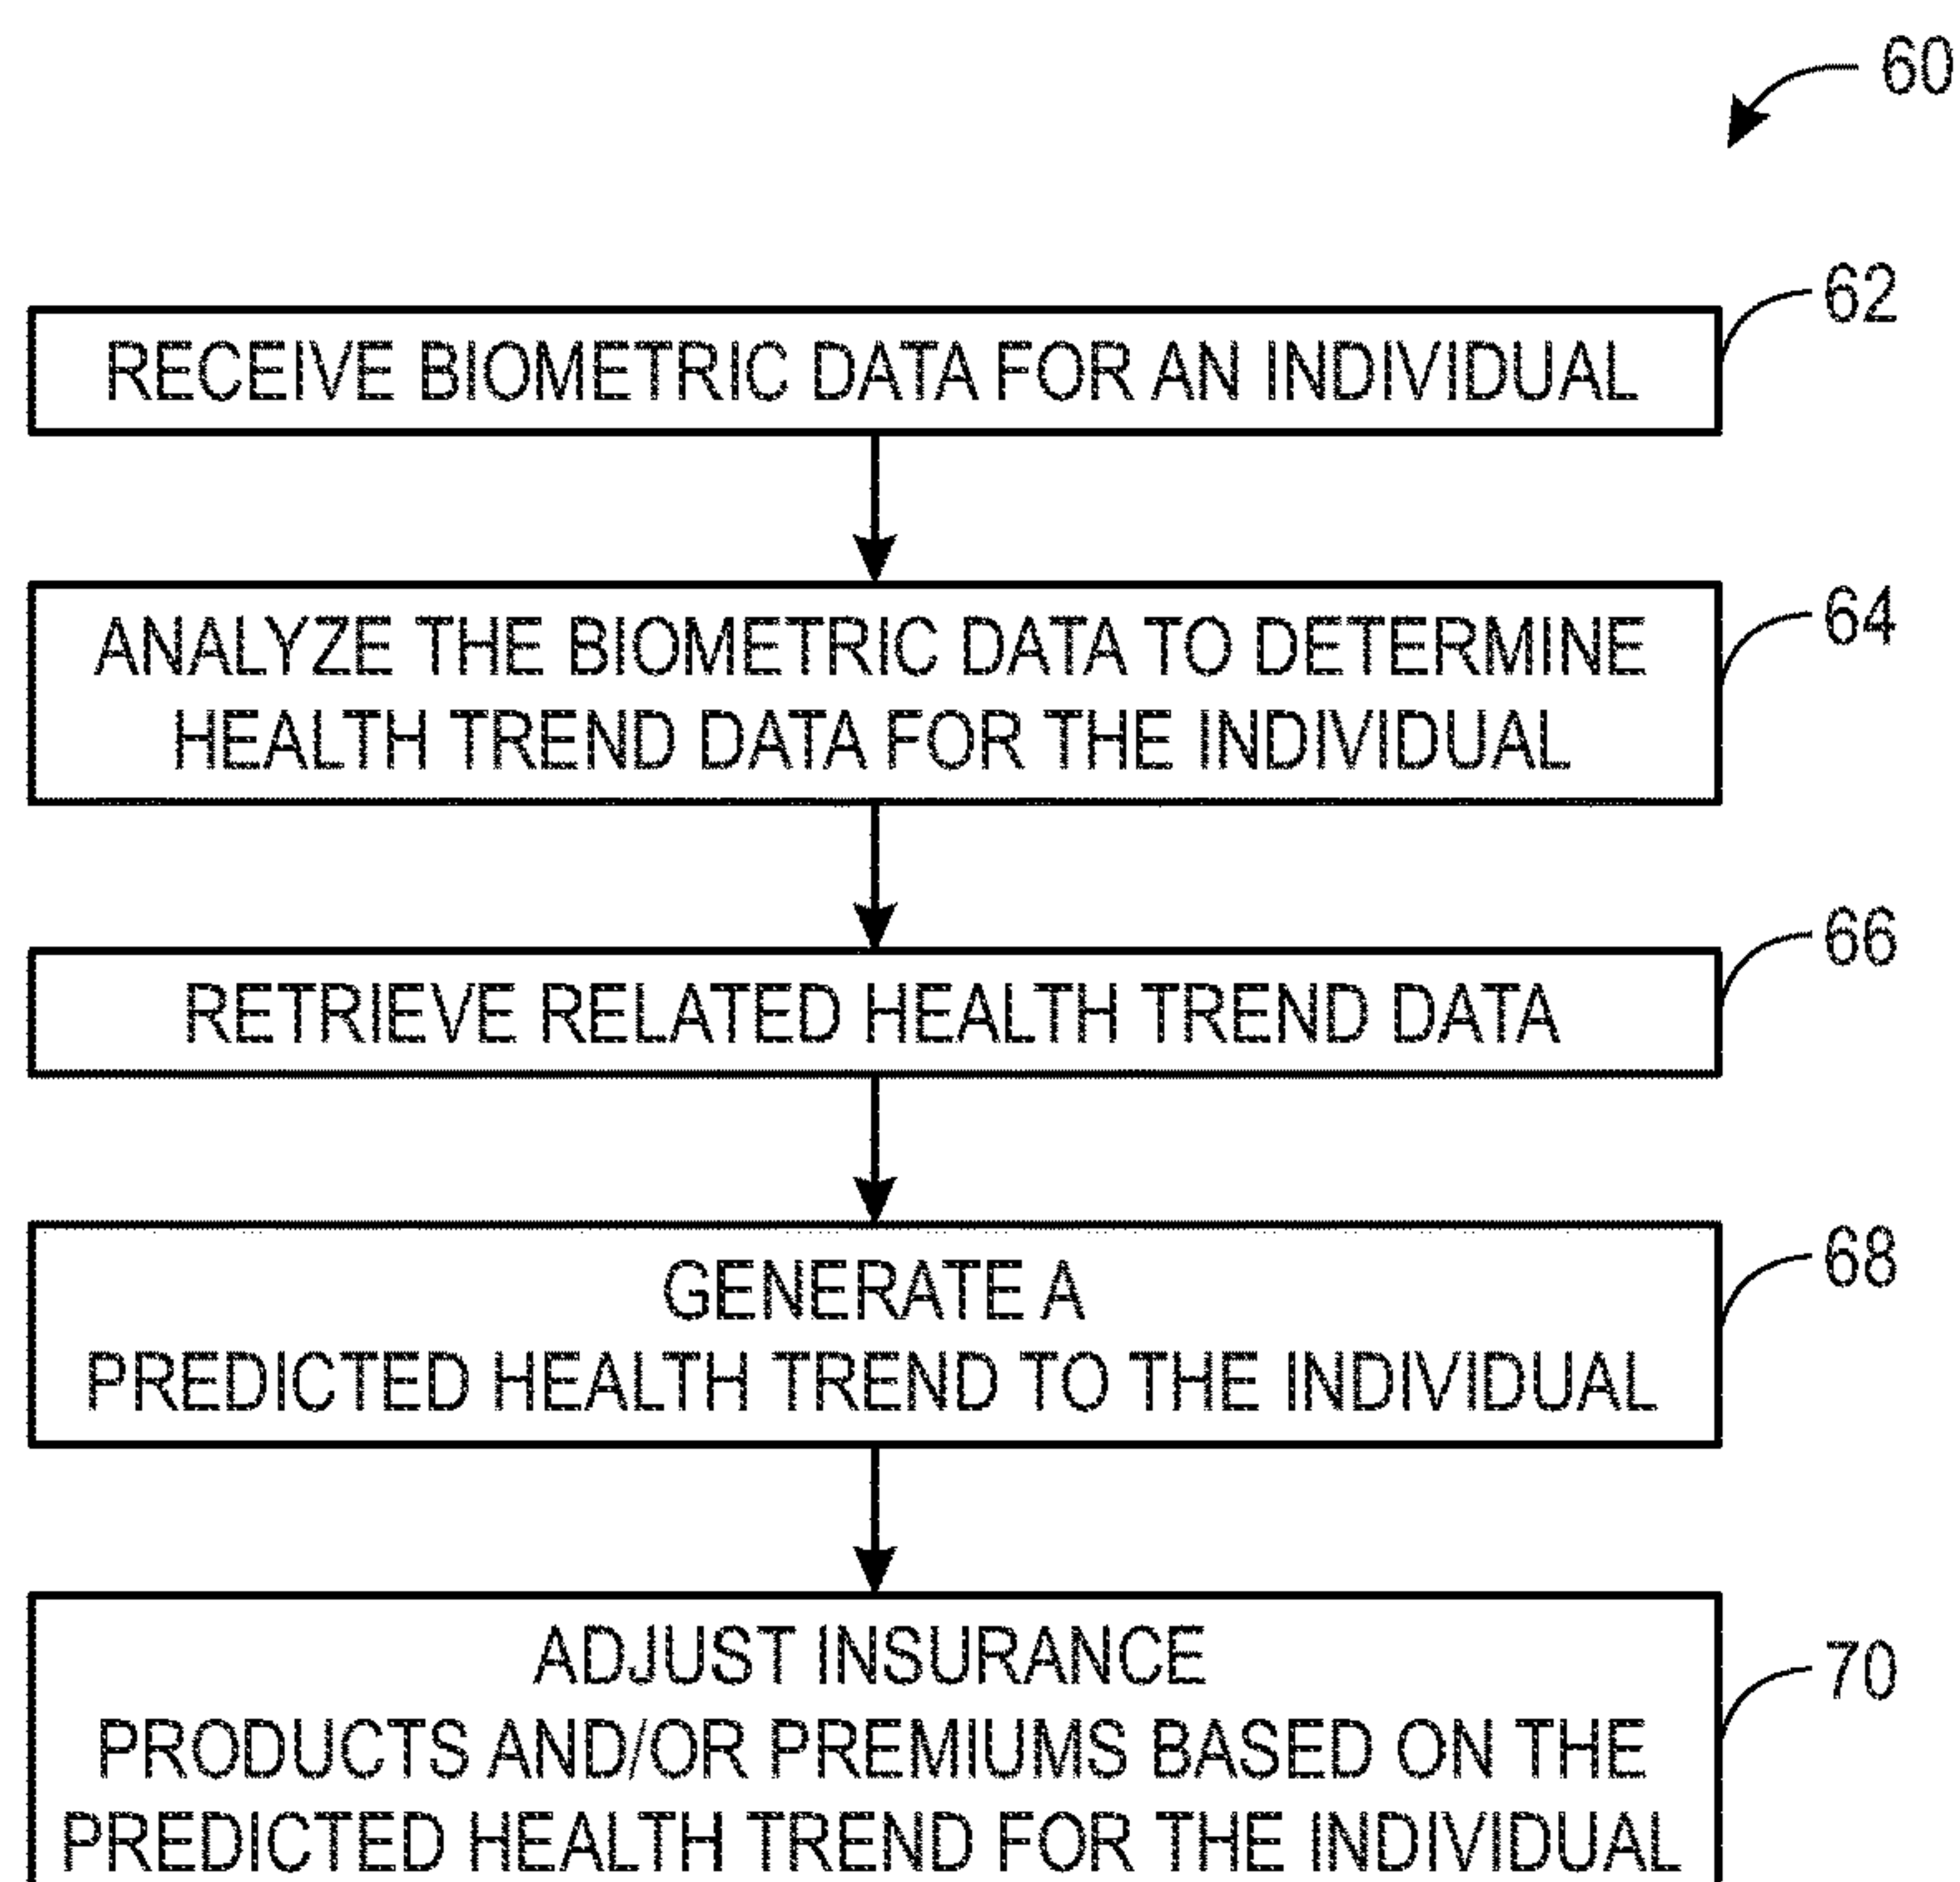 60
62
RECEIVE BIOMETRIC DATA FOR AN INDIVIDUAL
64
ANALYZE THE BIOMETRIC DATA TO DETERMINE
HEALTH TREND DATA FOR THE INDIVIDUAL
66
RETRIEVE RELATED HEALTH TREND DATA
68
GENERATE A
PREDICTED HEALTH TREND TO THE INDIVIDUAL
70
ADJUST INSURANCE
PRODUCTS AND/OR PREMIUMS BASED ON THE
PREDICTED HEALTH TREND FOR THE INDIVIDUAL